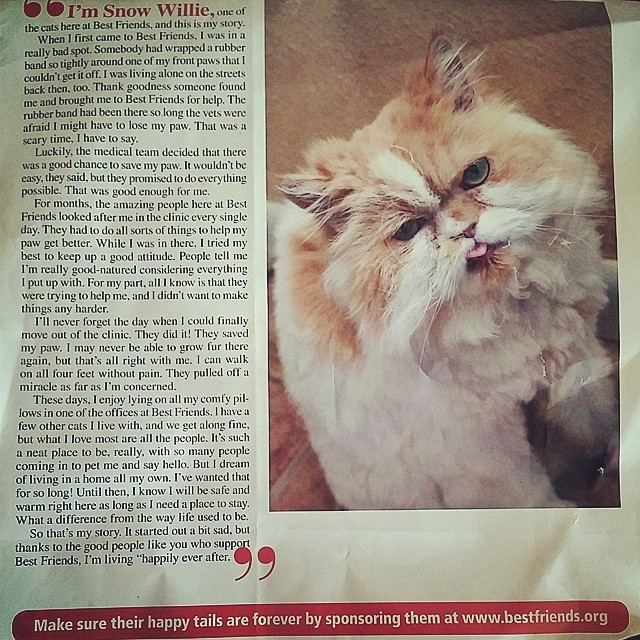 “I'm Snow Willie, one of
the cats here at Best Friends, and this is my story.
When I first came to Best Friends, I was in a
really bad spot. Somebody had wrapped a rubber
band so tightly around one of my front paws that I
couldn't get it off. I was living alone on the streets
back then, too. Thank goodness someone found
me and brought me to Best Friends for help. The
rubber band had been there so long the vets were
afraid I might have to lose my paw. That was a
scary time, I have to say.
Luckily, the medical team decided that there
was a good chance to save my paw. It wouldn't be
easy, they said, but they promised to do everything
possible. That was good enough for me.
For months, the amazing people here at Best
Friends looked after me in the clinic every single
day. They had to do all sorts of things to help my
paw get better. While I was in there, I tried my
best to keep up a good attitude. People tell me
I'm really good-natured considering everything
I put up with. For my part, all I know is that they
were trying to help me, and I didn't want to make
things any harder.
I'll never forget the day when I could finally
move out of the clinic. They did it! They saved
my paw. I may never be able to grow fur there
again, but that's all right with me. I can walk
on all four feet without pain. They pulled off a
miracle as far as I'm concerned.
These days, I enjoy lying on all my comfy pil-
lows in one of the offices at Best Friends. I have a
few other cats I live with, and we get along fine,
but what I love most are all the people. It's such
a neat place to be, really, with so many people
coming in to pet me and say hello. But I dream
of living in a home all my own. I've wanted that
for so long! Until then, I know I will be safe and
warm right here as long as I need a place to stay.
What a difference from the way life used to be.
So that's my story. It started out a bit sad, but
thanks to the good people like you who support
Best Friends, I'm living "happily ever after.”
Make sure their happy tails are forever by sponsoring them at www.bestfriends.org